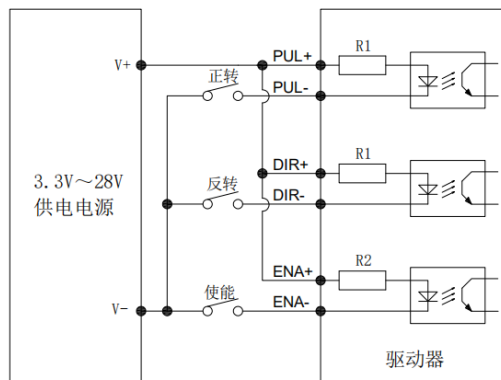 V+
PUL+
R1
正转
PUL-
DIR+
R1
3.3V～28V
供电电源
反转
DIR-
ENA+
R2
使能
V-
ENA-
驱动器